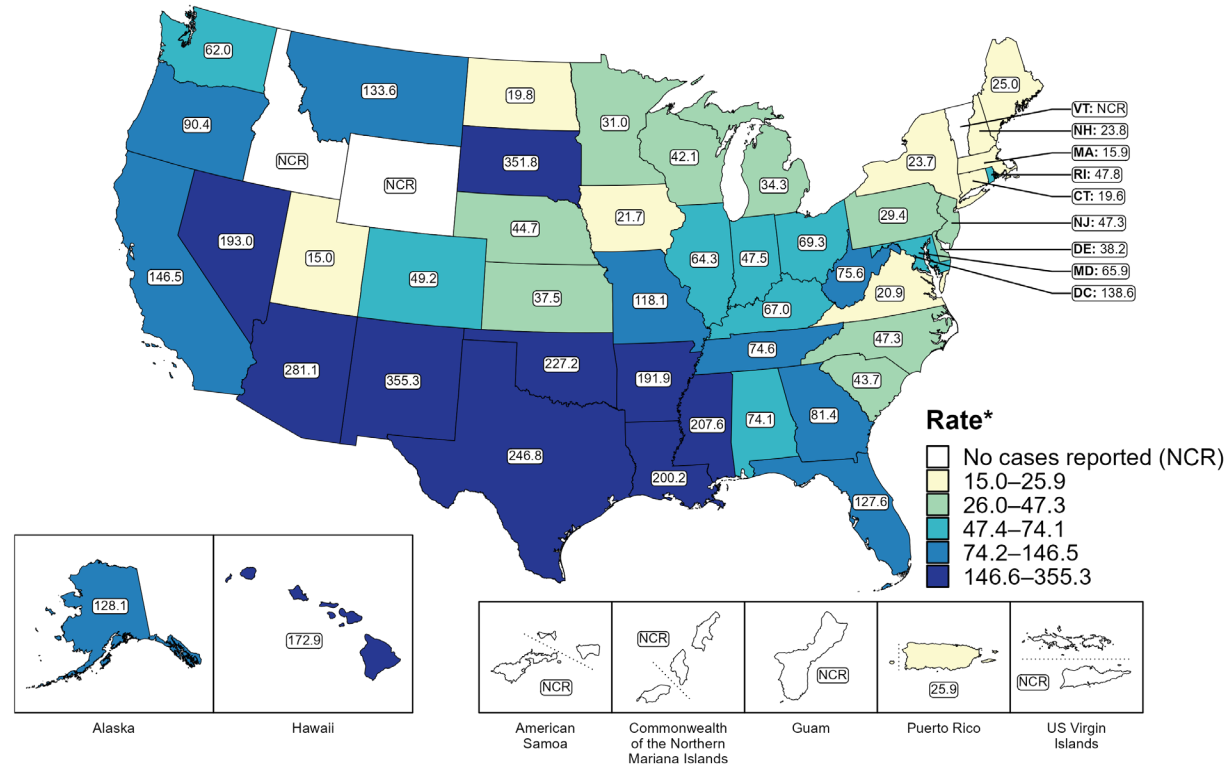 62.0
133.6
19.8
31.0
25.0
VT: NCR
NH: 23.8
MA: 15.9
RI: 47.8
CT: 19.6
NJ: 47.3
DE: 38.2
MD: 65.9
DC: 138.6
90.4
NCR
NCR
351.8
42.1
34.3
23.7
193.0
15.0
49.2
44.7
21.7
64.3
47.5
69.3
29.4
146.5
37.5
118.1
67.0
75.6
20.9
281.1
355.3
227.2
191.9
74.6
47.3
43.7
246.8
200.2
207.6
74.1
81.4
127.6
Rate*
No cases reported (NCR)
15.0–25.9
26.0–47.3
47.4–74.1
74.2–146.5
146.6–355.3
128.1
Alaska
172.9
Hawaii
NCR
American
Samoa
NCR
Commonwealth
of the Northern
Mariana Islands
NCR
Guam
25.9
Puerto Rico
NCR
US Virgin
Islands